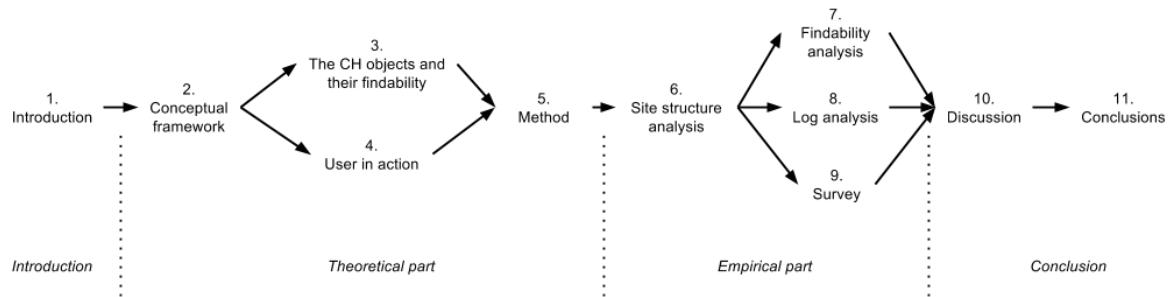 1.
Introduction
2.
Conceptual
framework
3.
The CH objects and
their findability
4.
User in action
5.
Method
6.
Site structure
analysis
7.
Findability
analysis
8.
Log analysis
9.
Survey
10.
Discussion
11.
Conclusions
Introduction
Theoretical part
Empirical part
Conclusion